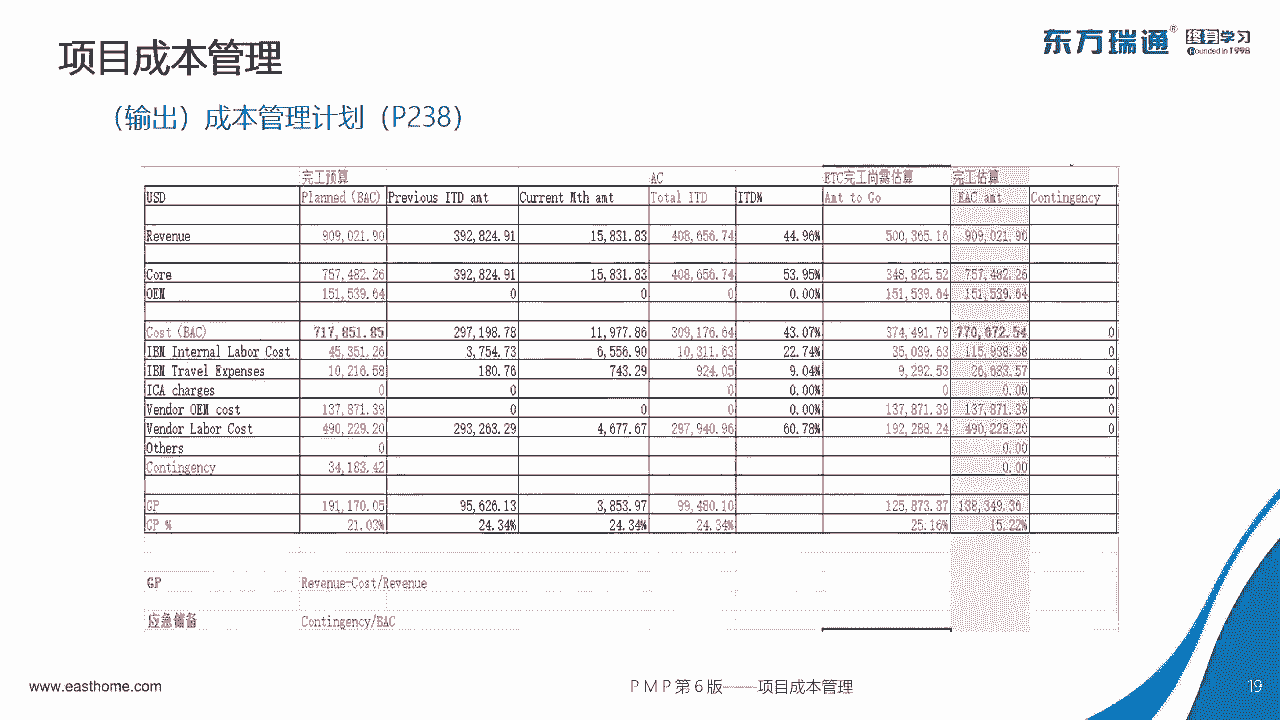 项目成本管理
东方瑞通® 终身学习
Founded in 1998
（输出）成本管理计划（P238）
完工预算 AC ETC完工尚需估算 完工估算
USD Planned (BAC) Previous ITD amt Current Mth amt Total ITD ITD% Amt to Go EAC amt Contingency
Revenue 909,021.90 392,824.91 15,831.83 408,656.74 44.96% 500,365.16 909,021.90
Core 757,482.26 392,824.91 15,831.83 408,656.74 53.95% 348,825.52 757,482.26
OEM 151,539.64 0 0 0 0.00% 151,539.64 151,539.64
Cost (BAC) 717,851.85 297,198.78 11,977.86 309,176.64 43.07% 374,491.79 770,672.54 0
IBM Internal Labor Cost 45,351.26 3,754.73 6,556.90 10,311.63 22.74% 35,039.63 115,938.38 0
IBM Travel Expenses 10,216.58 180.76 743.29 924.05 9.04% 9,292.53 26,633.57 0
ICA charges 0 0 0 0.00% 0 0.00 0
Vendor OEM cost 137,871.39 0 0 0 0.00% 137,871.39 137,871.39 0
Vendor Labor Cost 490,229.20 293,263.29 4,677.67 297,940.96 60.78% 192,288.24 490,229.20 0
Others 0 0.00
Contingency 34,183.42 0.00
GP 191,170.05 95,626.13 3,853.97 99,480.10 125,873.37 138,349.36
GP % 21.03% 24.34% 24.34% 24.34% 25.16% 15.22%
GP Revenue-Cost/Revenue
应急储备 Contingency/BAC
www.easthome.com
PMP第6版——项目成本管理
19